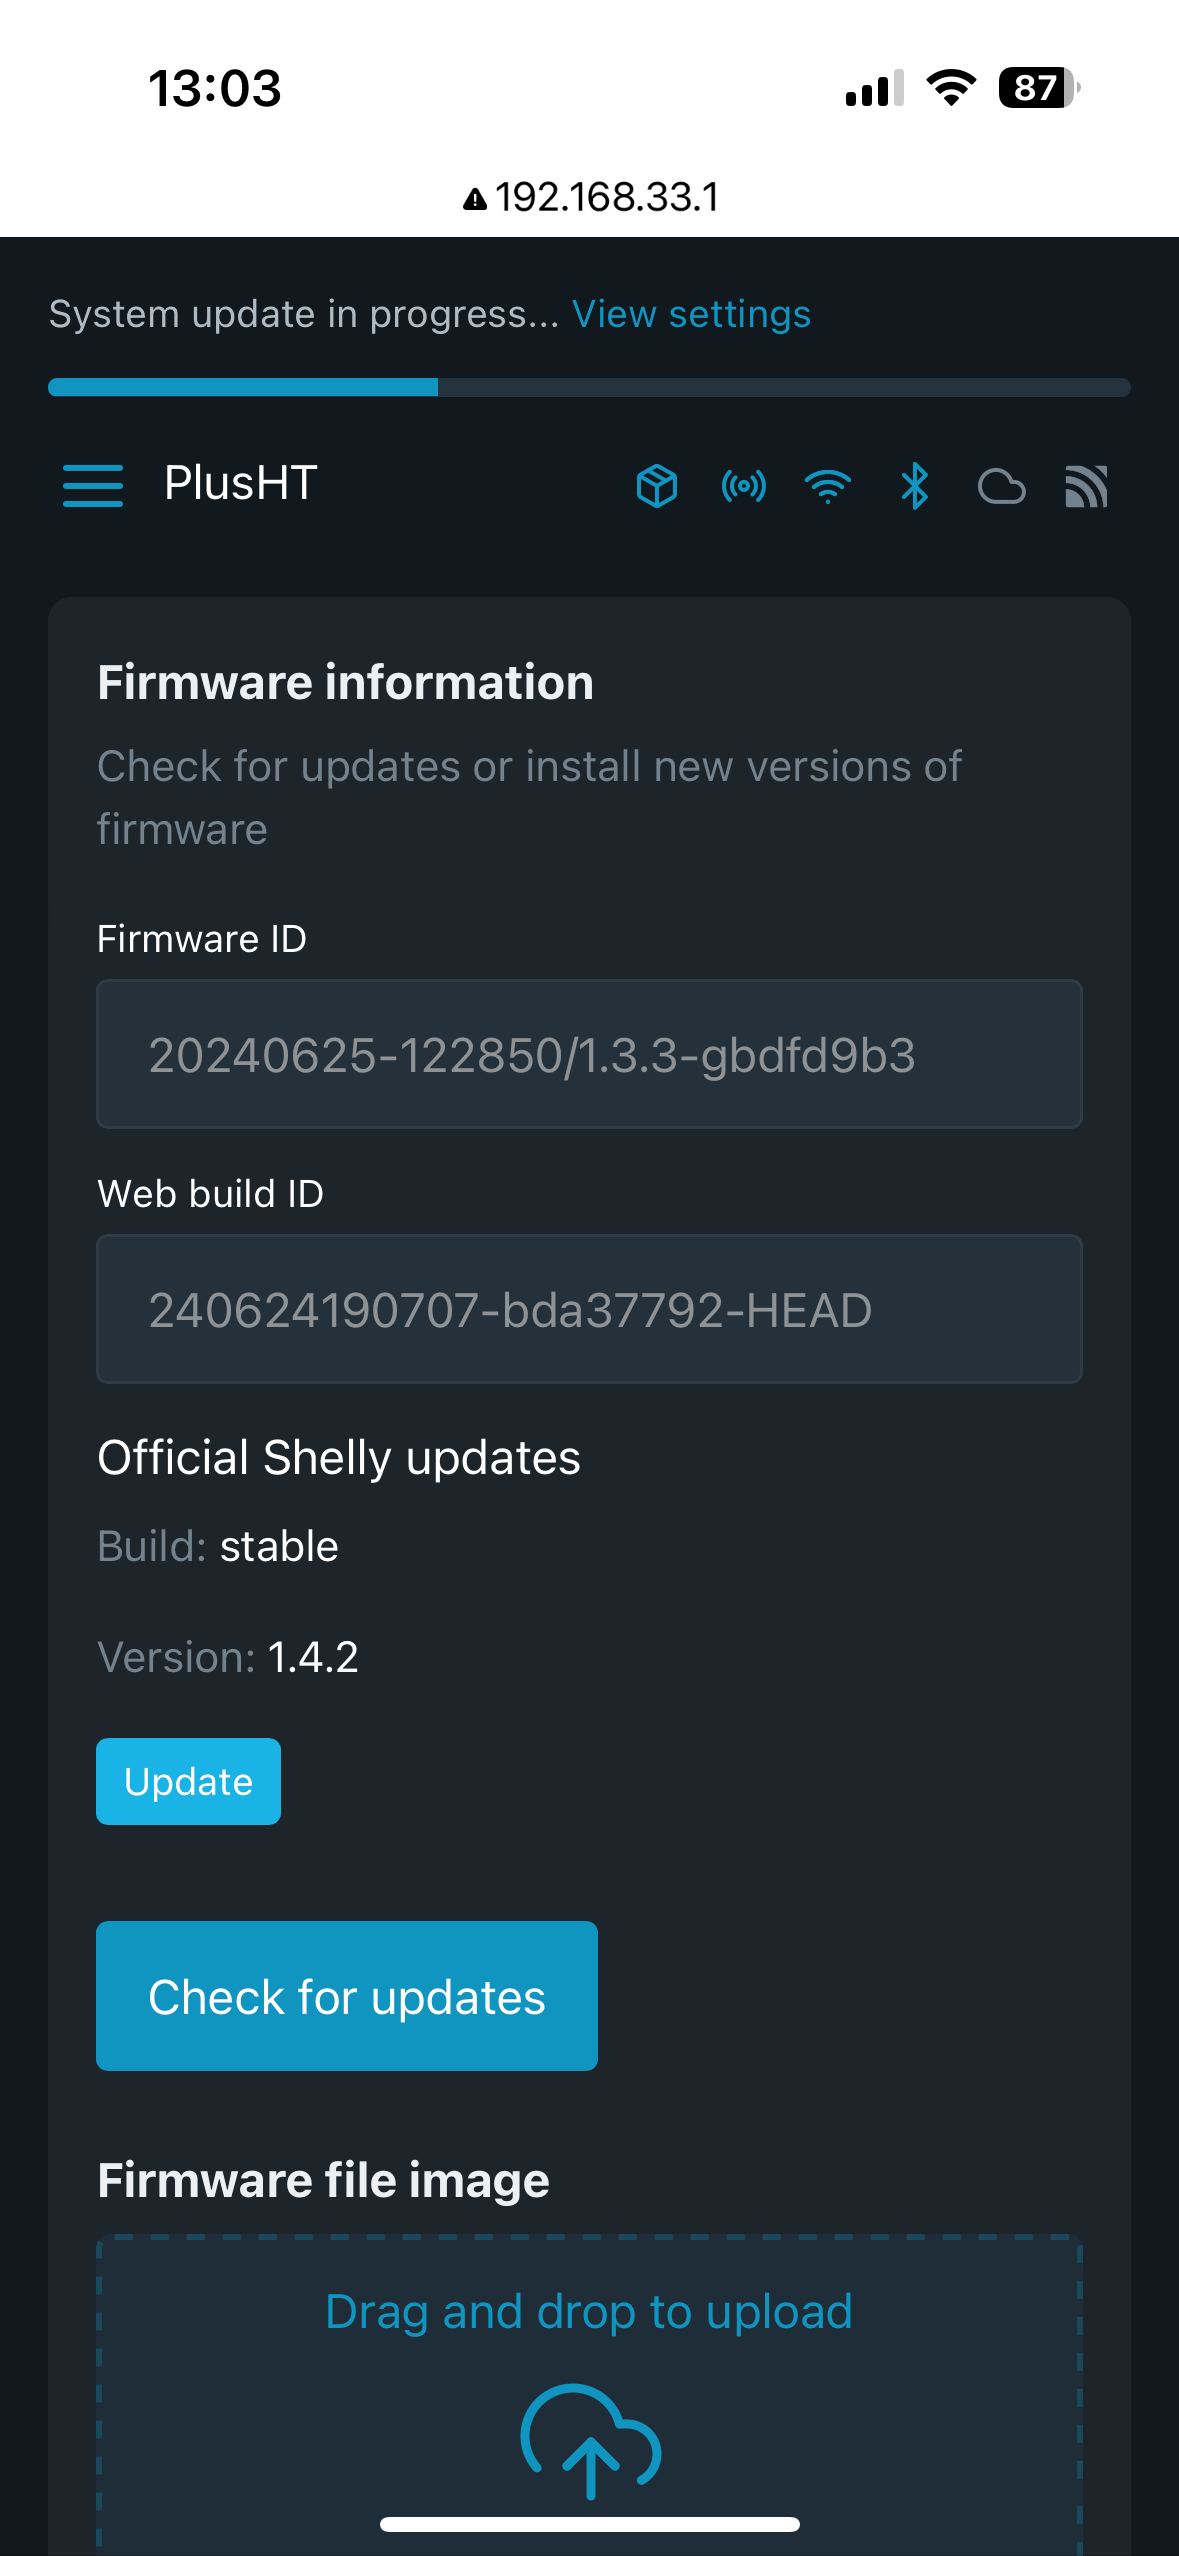 13:03
87
192.168.33.1
System update in progress... View settings
PlusHT
Firmware information
Check for updates or install new versions of
firmware
Firmware ID
20240625-122850/1.3.3-gbdfd9b3
Web build ID
240624190707-bda37792-HEAD
Official Shelly updates
Build: stable
Version: 1.4.2
Update
Check for updates
Firmware file image
Drag and drop to upload